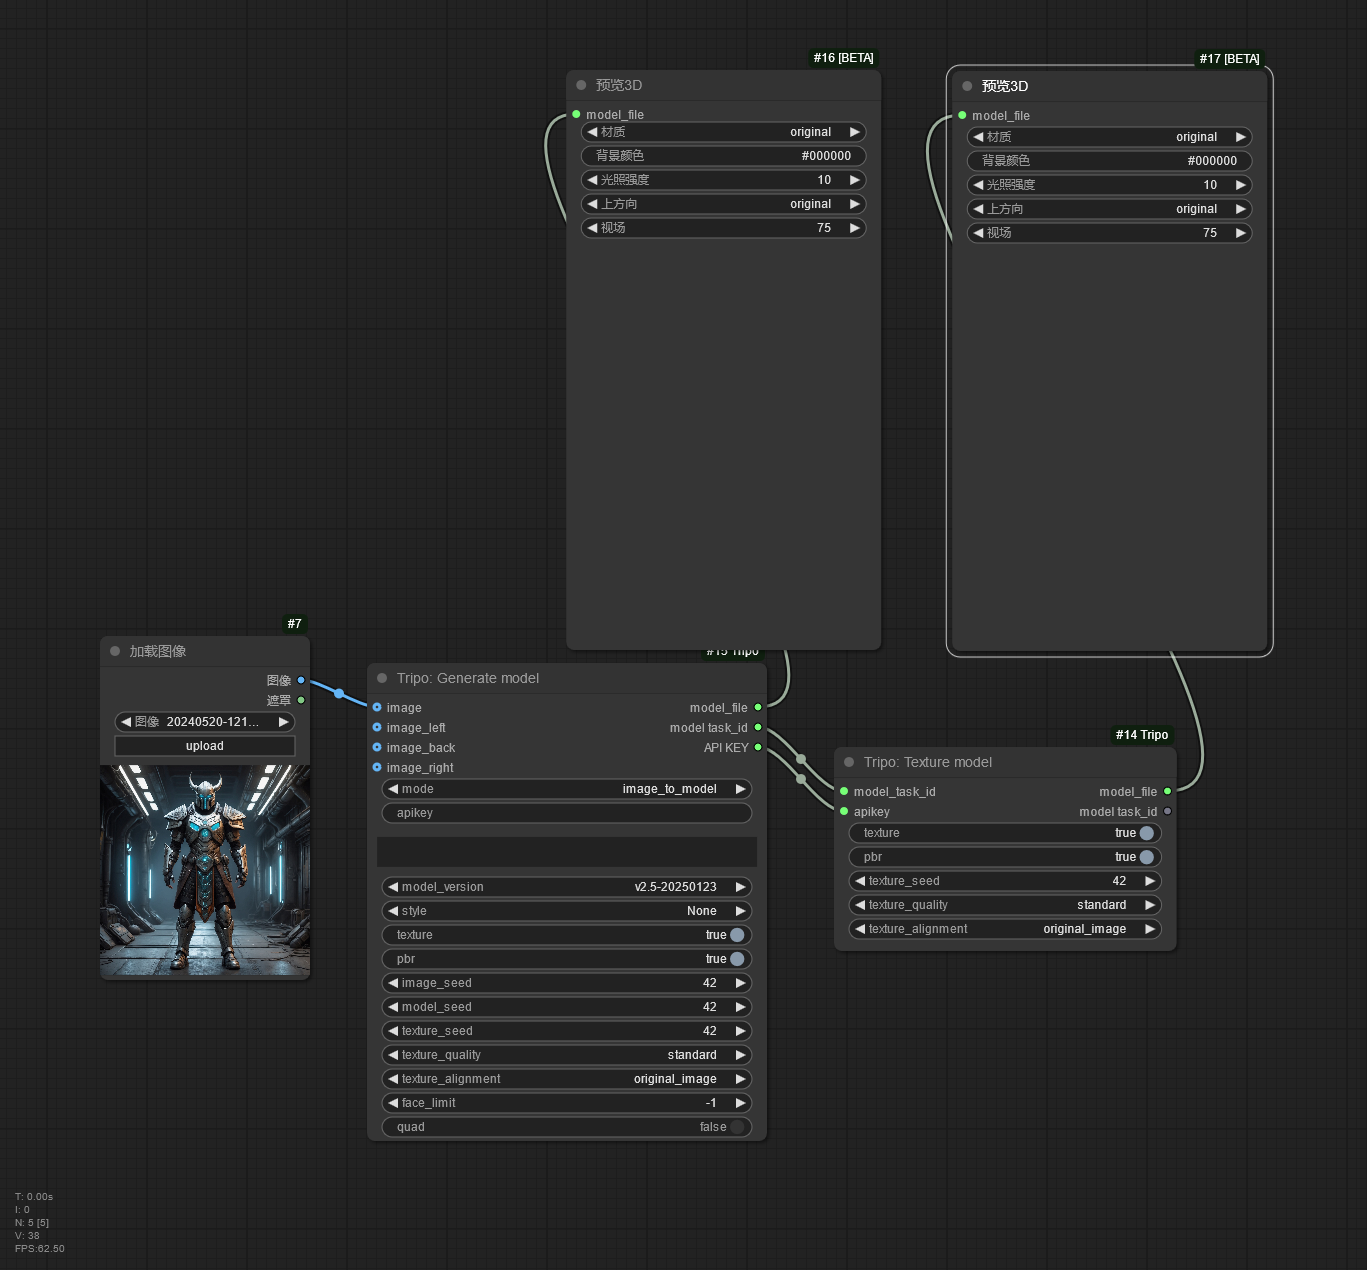 #16 [BETA]
预览3D
model_file
材质 original
背景颜色 #000000
光照强度 10
上方向 original
视场 75
#17 [BETA]
预览3D
model_file
材质 original
背景颜色 #000000
光照强度 10
上方向 original
视场 75
#7
加载图像
图像
遮罩
图像 20240520-121...
upload
#15 Tripo
Tripo: Generate model
image model_file
image_left model task_id
image_back API KEY
image_right
mode image_to_model
apikey
model_version v2.5-20250123
style None
texture true
pbr true
image_seed 42
model_seed 42
texture_seed 42
texture_quality standard
texture_alignment original_image
face_limit -1
quad false
#14 Tripo
Tripo: Texture model
model_task_id model_file
apikey model task_id
texture true
pbr true
texture_seed 42
texture_quality standard
texture_alignment original_image
T: 0.00s
I: 0
N: 5 [5]
V: 38
FPS:62.50